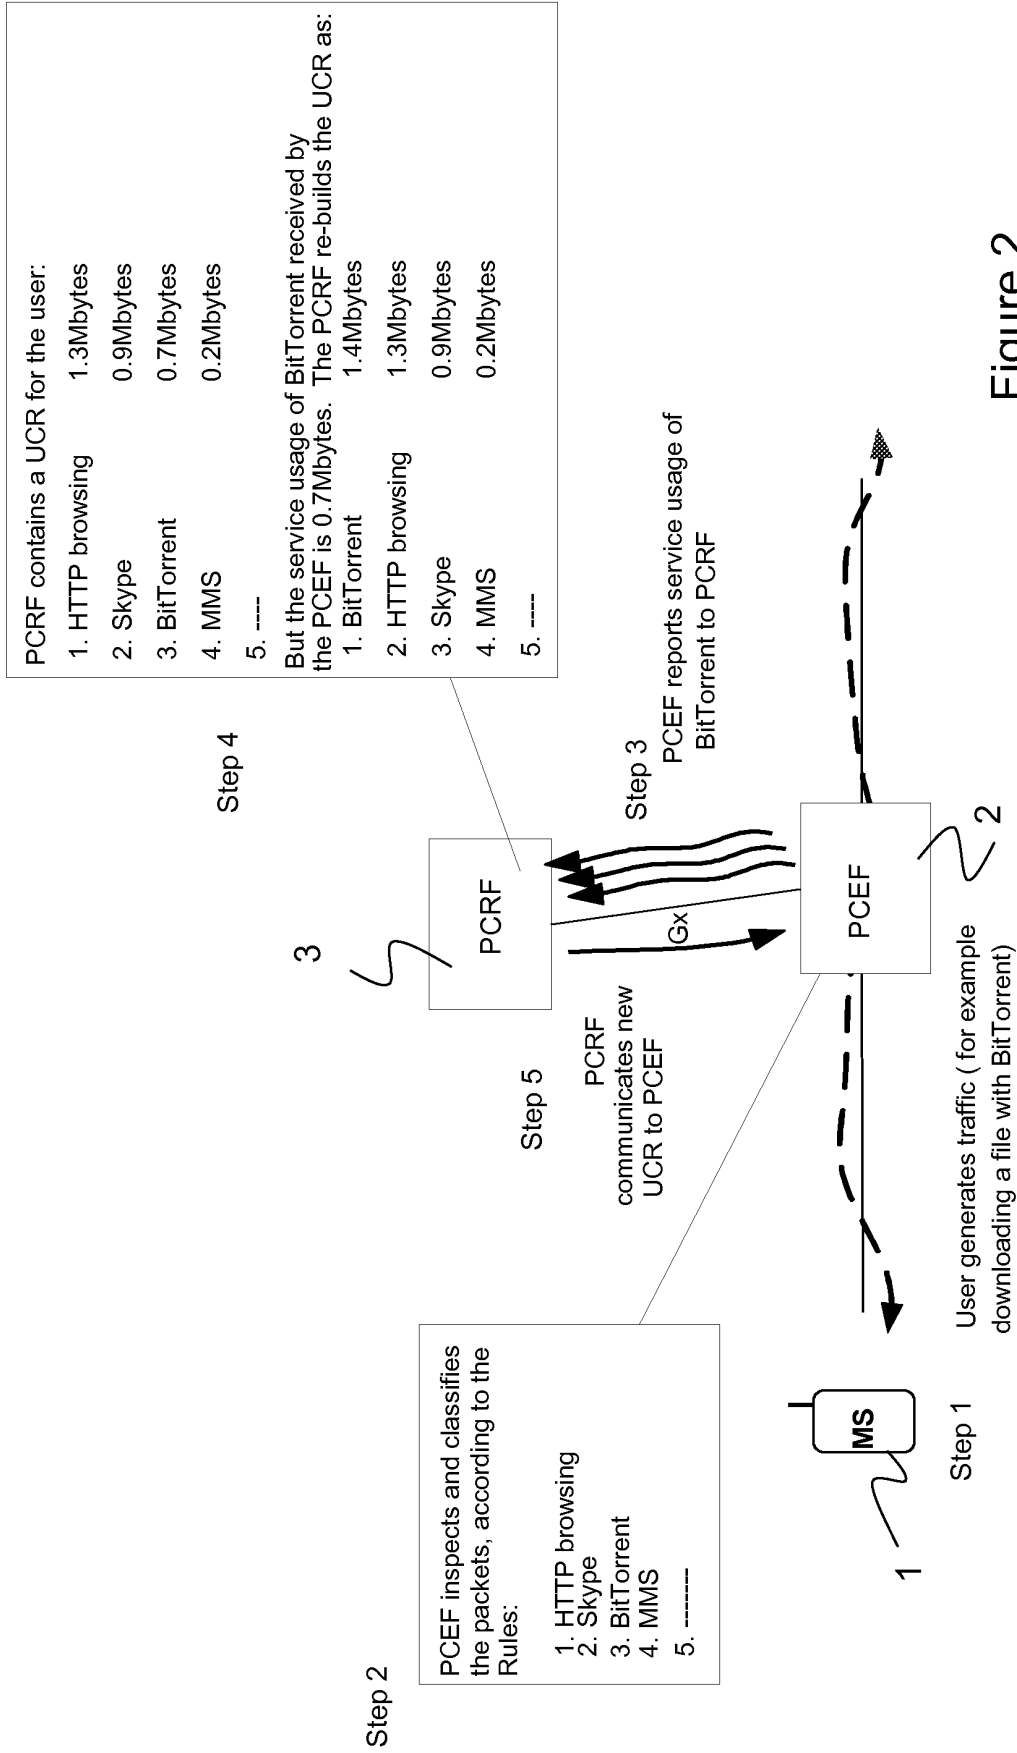 PCRF contains a UCR for the user:
1. HTTP browsing 1.3Mbytes
2. Skype 0.9Mbytes
3. BitTorrent 0.7Mbytes
4. MMS 0.2Mbytes
5. ----
But the service usage of BitTorrent received by
the PCEF is 0.7Mbytes. The PCRF re-builds the UCR as:
1. BitTorrent 1.4Mbytes
2. HTTP browsing 1.3Mbytes
3. Skype 0.9Mbytes
4. MMS 0.2Mbytes
5. ----
Step 4
3
PCRF
Step 5
PCRF
communicates new
UCR to PCEF
Gx
Step 3
PCEF reports service usage of
BitTorrent to PCRF
Step 2
PCEF inspects and classifies
the packets, according to the
Rules:
1. HTTP browsing
2. Skype
3. BitTorrent
4. MMS
5. ------
PCEF
2
MS
1
Step 1
User generates traffic ( for example
downloading a file with BitTorrent)
Figure 2